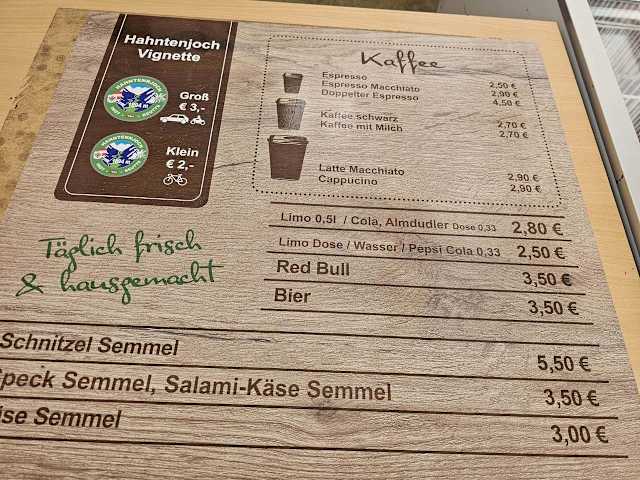 Hahntenjoch
Vignette
HAHNTENNJOCH
1894 m
Groß
€ 3,-
Klein
€ 2,-
Kaffee
Espresso 2,50 €
Espresso Macchiato 2,90 €
Doppelter Espresso 4,50 €
Kaffee schwarz 2,70 €
Kaffee mit Milch 2,70 €
Latte Macchiato 2,90 €
Cappucino 2,90 €
Limo 0,5l / Cola, Almdudler Dose 0,33 2,80 €
Limo Dose / Wasser / Pepsi Cola 0,33 2,50 €
Red Bull 3,50 €
Bier 3,50 €
Täglich frisch
& hausgemacht
Schnitzel Semmel 5,50 €
Speck Semmel, Salami-Käse Semmel 3,50 €
Semmel 3,00 €